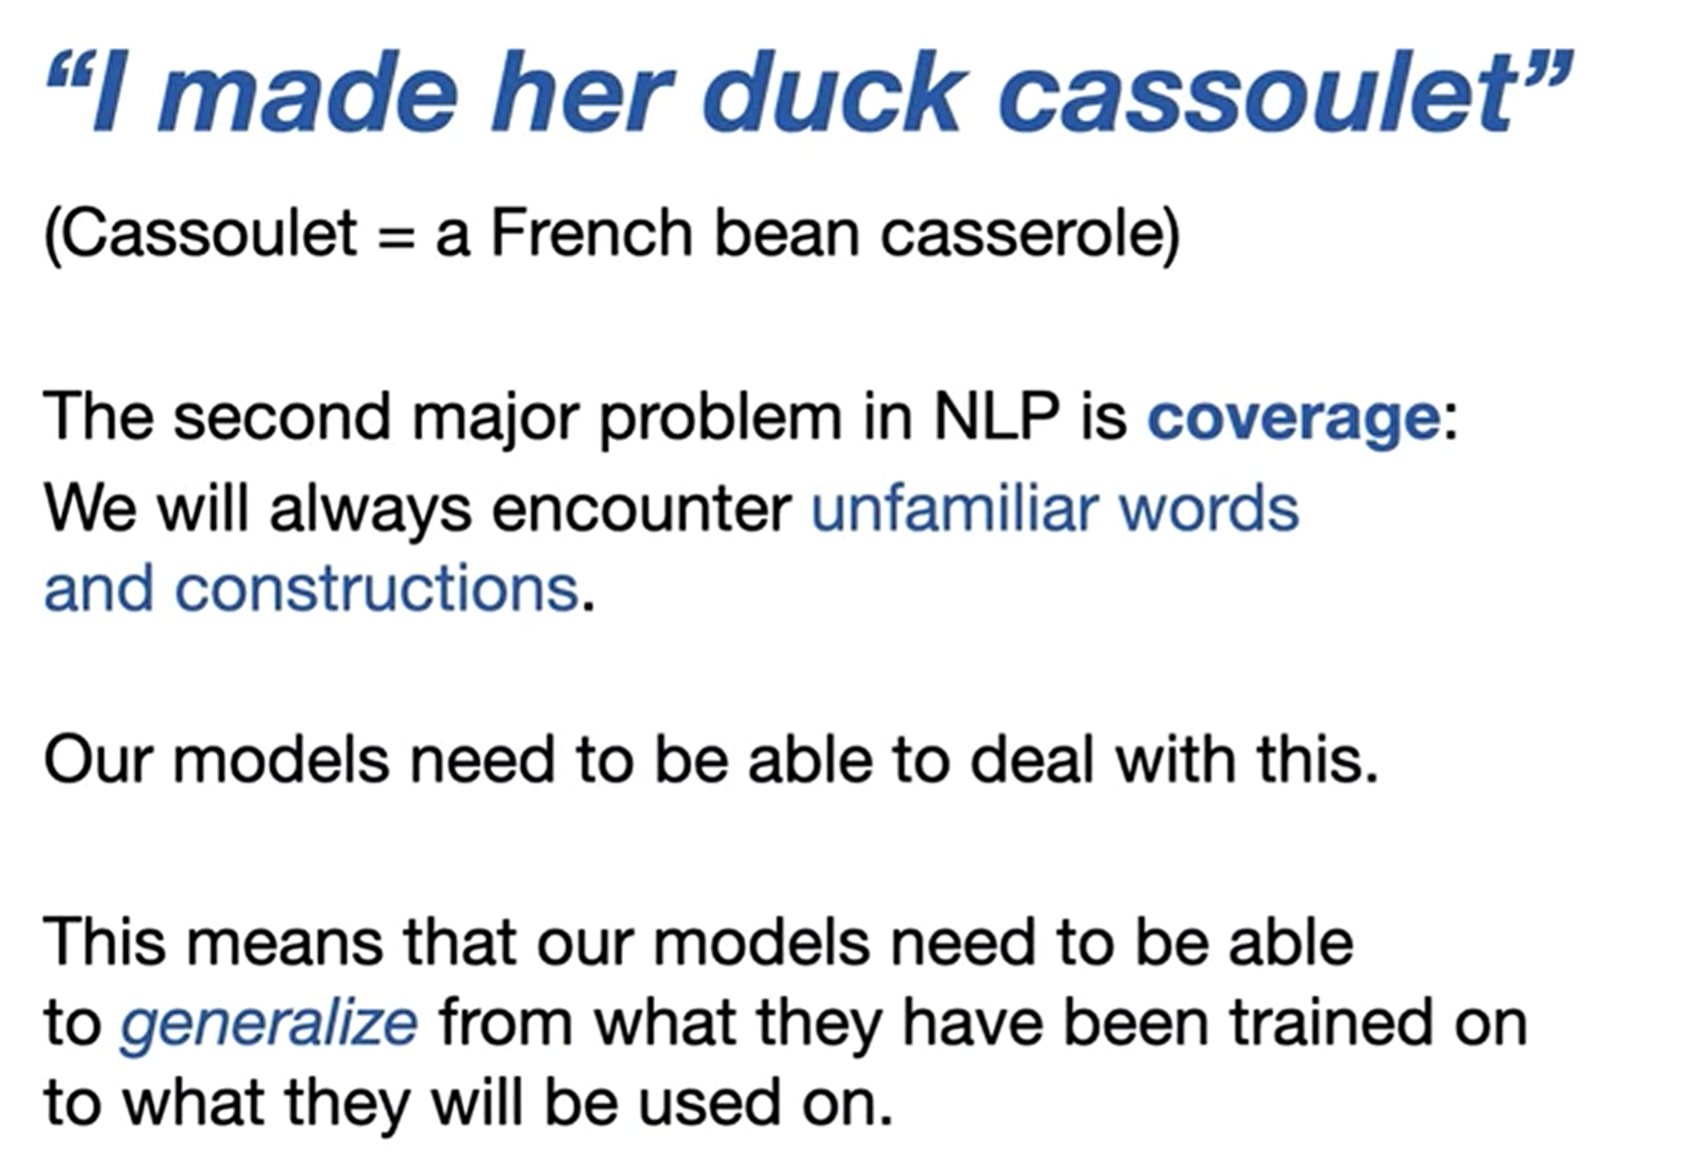 “I made her duck cassoulet”
(Cassoulet = a French bean casserole)
The second major problem in NLP is coverage:
We will always encounter unfamiliar words
and constructions.
Our models need to be able to deal with this.
This means that our models need to be able
to generalize from what they have been trained on
to what they will be used on.